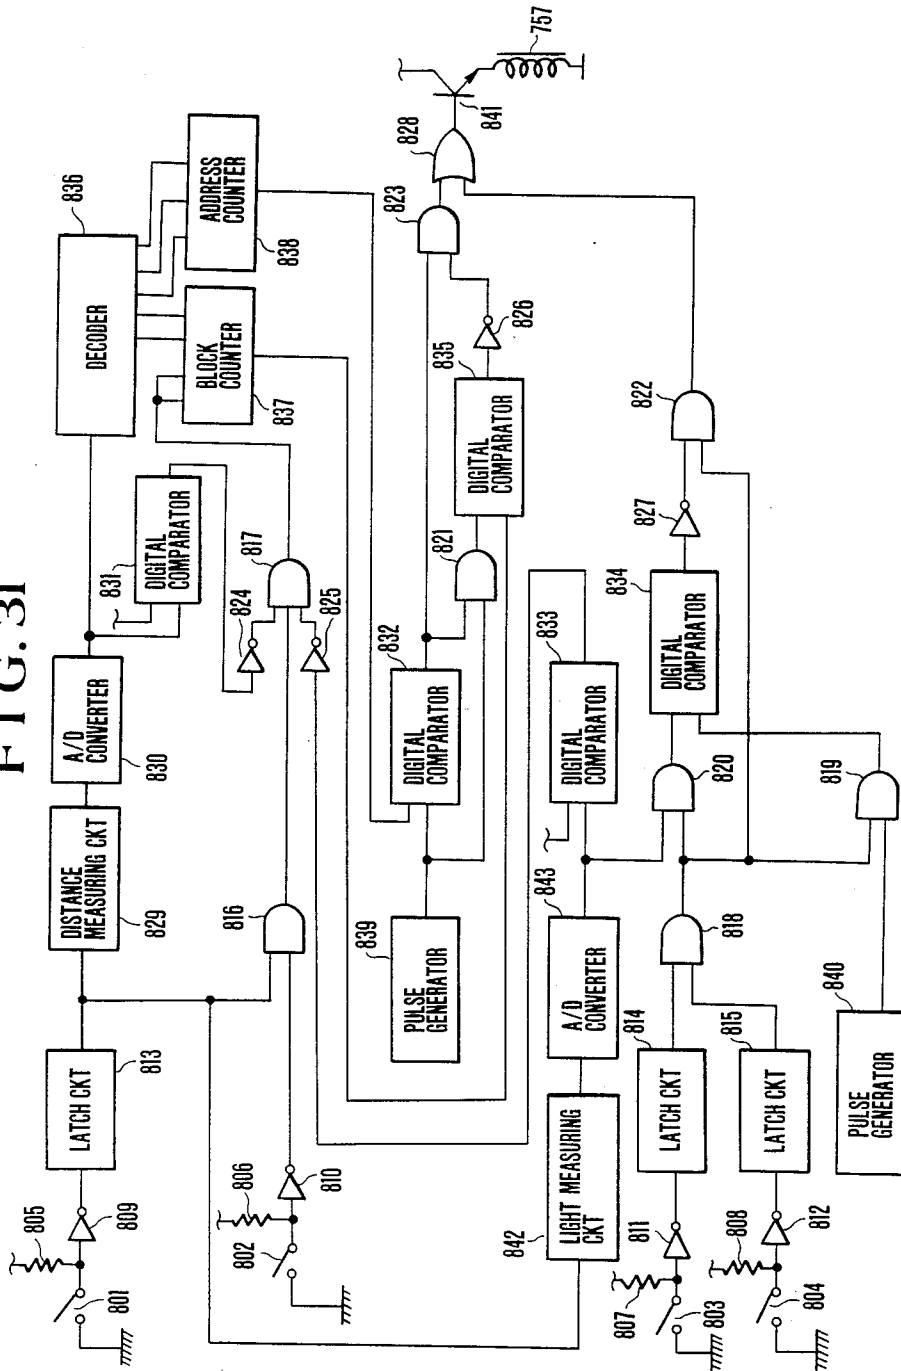 FIG. 31
801
805
809
LATCH CKT
813
DISTANCE
MEASURING CKT
829
A/D
CONVERTER
830
831
DIGITAL
COMPARATOR
DECODER
836
BLOCK
COUNTER
837
ADDRESS
COUNTER
838
802
806
810
816
824
817
825
PULSE
GENERATOR
839
DIGITAL
COMPARATOR
832
821
DIGITAL
COMPARATOR
835
826
823
828
841
757
LIGHT MEASURING
CKT
842
A/D
CONVERTER
843
DIGITAL
COMPARATOR
833
803
807
811
LATCH CKT
814
818
820
DIGITAL
COMPARATOR
834
827
822
804
808
812
LATCH CKT
815
PULSE
GENERATOR
840
819